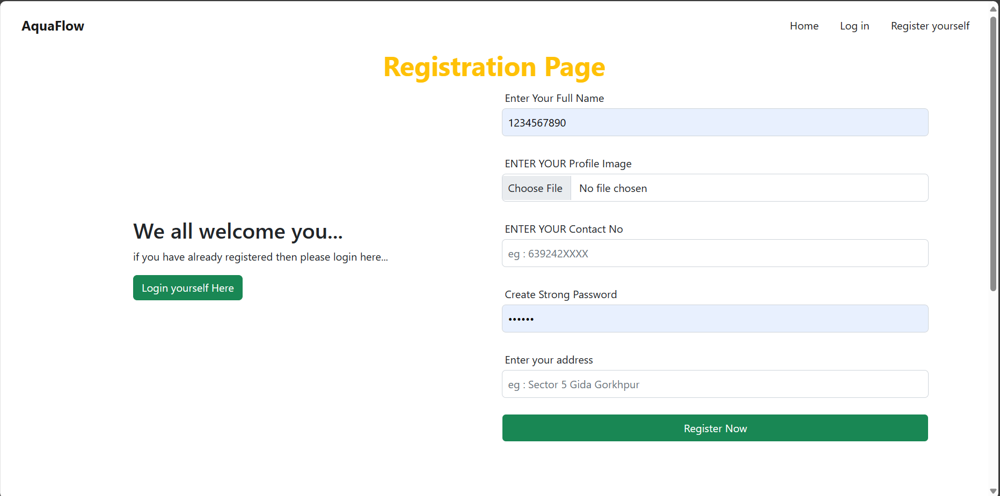 AquaFlow
Home Log in Register yourself
Registration Page
We all welcome you...
if you have already registered then please login here...
Login yourself Here
Enter Your Full Name
1234567890
ENTER YOUR Profile Image
Choose File No file chosen
ENTER YOUR Contact No
eg : 639242XXXX
Create Strong Password
••••••
Enter your address
eg : Sector 5 Gida Gorkhpur
Register Now